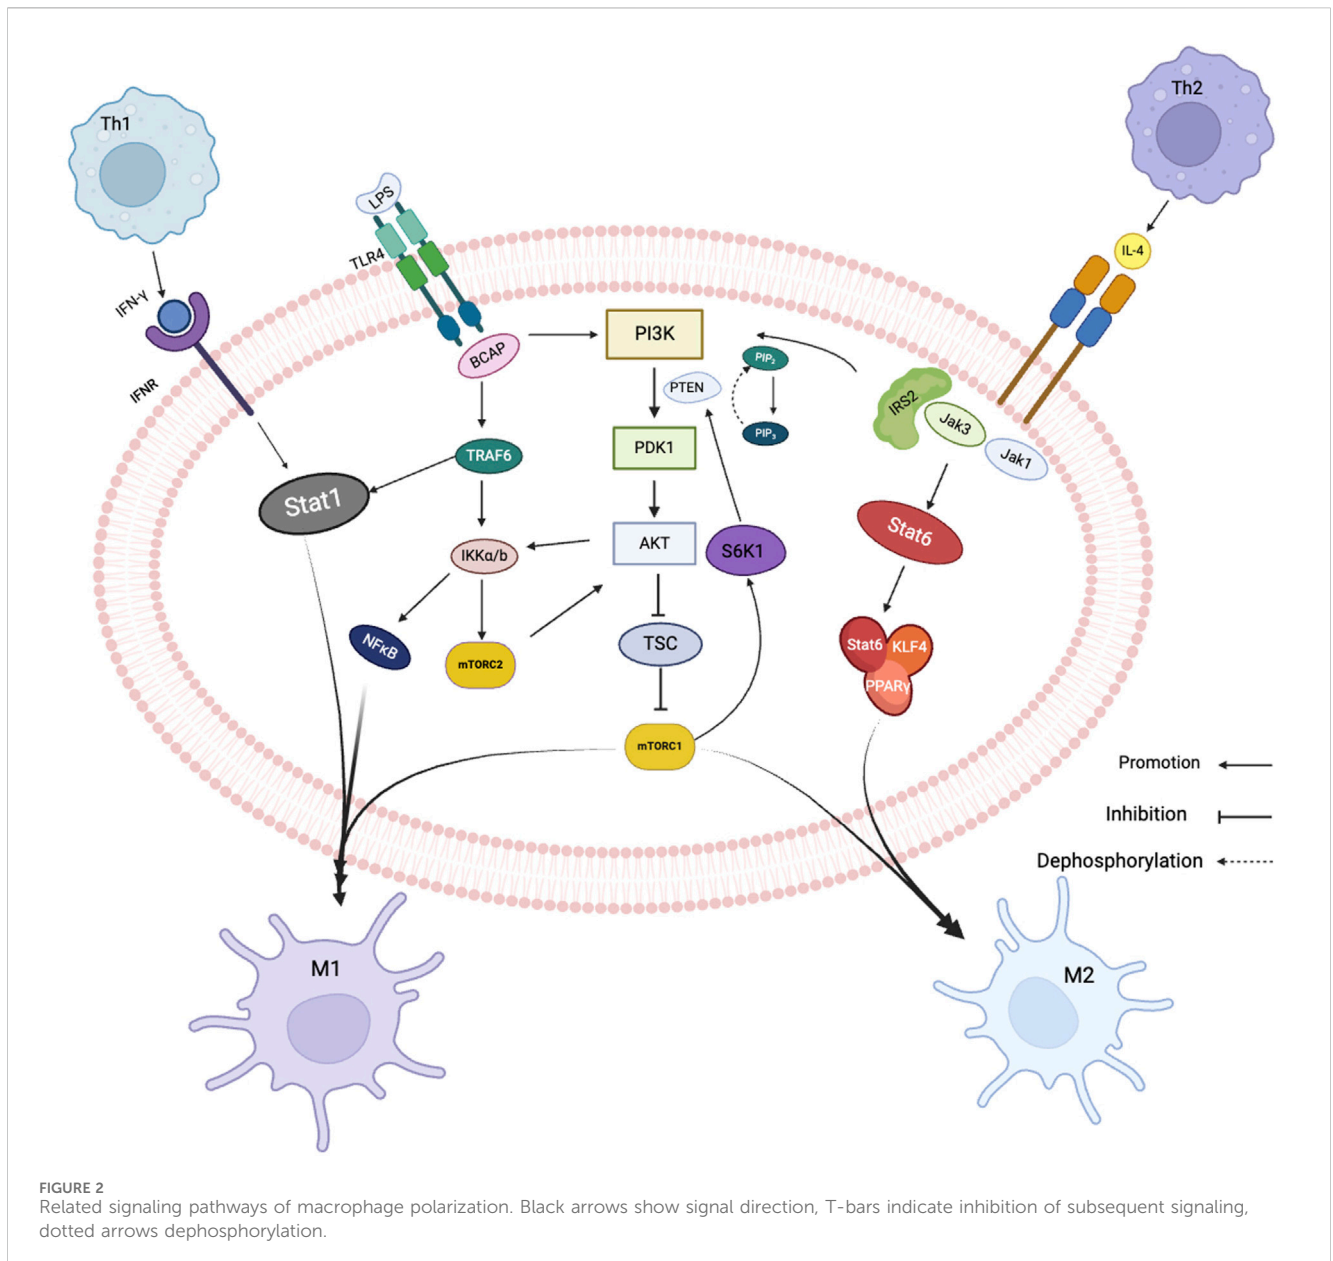 Th1
Th2
LPS
TLR4
IL-4
IFN-γ
IFNR
BCAP
PI3K
PIP₂
PTEN
PIP₃
IRS2
Jak3
Jak1
TRAF6
PDK1
Stat1
Stat6
IKKα/b
AKT
S6K1
NFκB
mTORC2
TSC
Stat6
KLF4
PPARγ
mTORC1
Promotion
Inhibition
Dephosphorylation
M1
M2
FIGURE 2
Related signaling pathways of macrophage polarization. Black arrows show signal direction, T-bars indicate inhibition of subsequent signaling,
dotted arrows dephosphorylation.